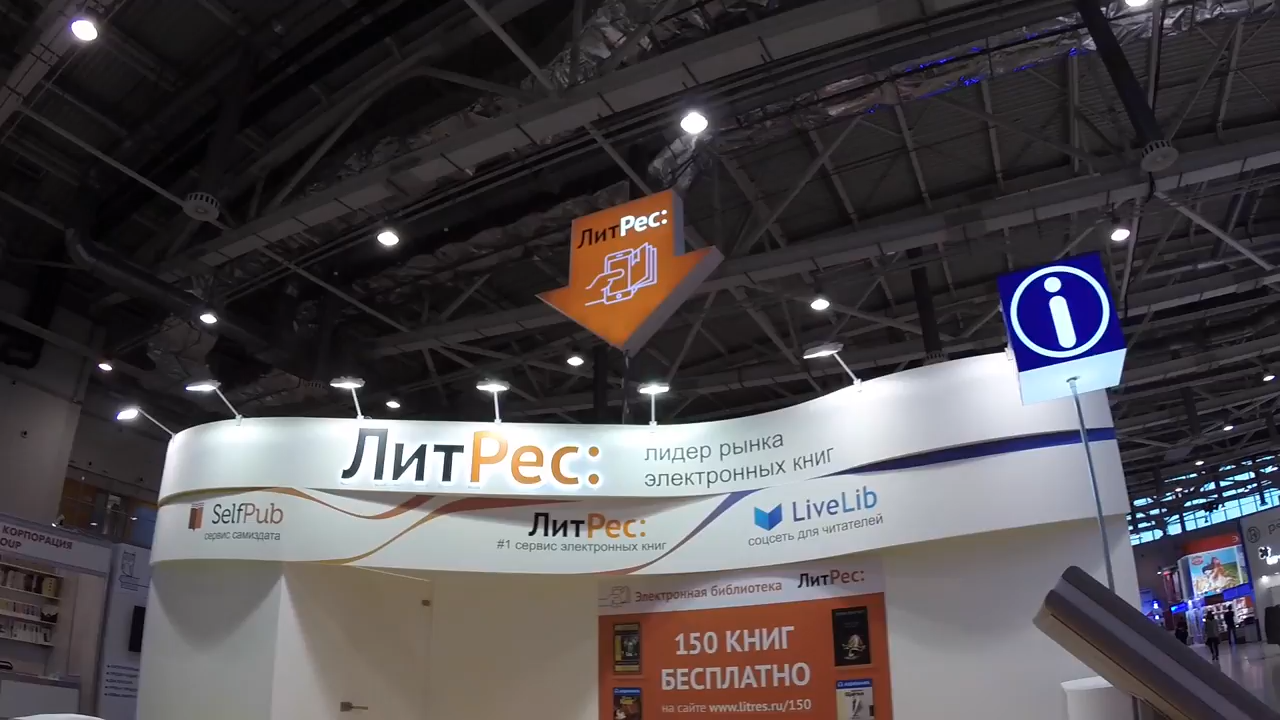 ЛитРес:
ЛитРес:
лидер рынка
электронных книг
SelfPub
сервис самиздата
ЛитРес:
#1 сервис электронных книг
LiveLib
соцсеть для читателей
КОРПОРАЦИЯ
Электронная библиотека ЛитРес:
150 КНИГ
БЕСПЛАТНО
на сайте www.litres.ru/150